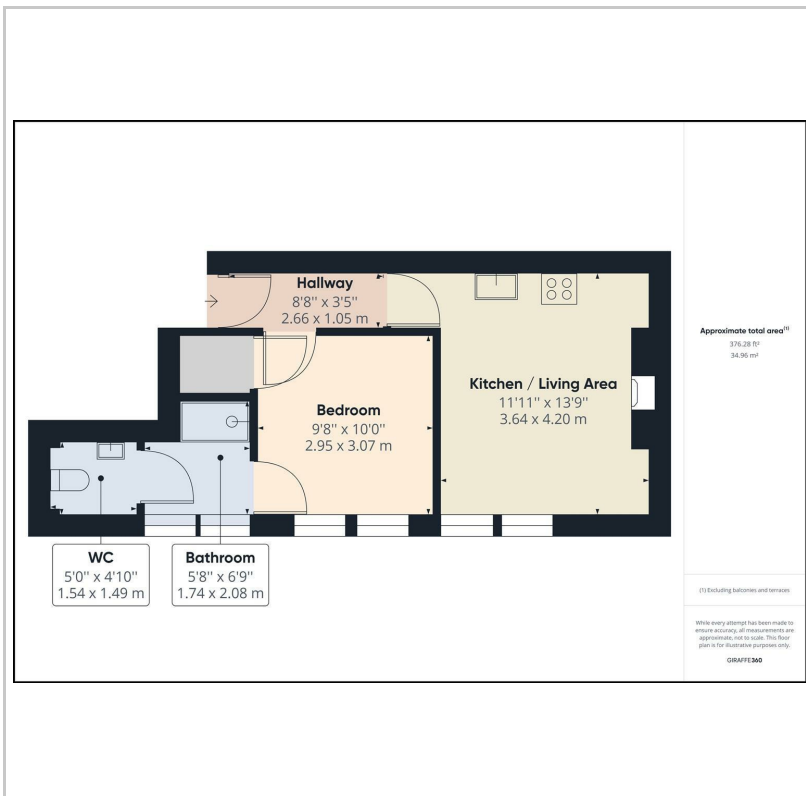 Hallway
8'8" x 3'5"
2.66 x 1.05 m
Kitchen / Living Area
11'11" x 13'9"
3.64 x 4.20 m
Bedroom
9'8" x 10'0"
2.95 x 3.07 m
WC
5'0" x 4'10"
1.54 x 1.49 m
Bathroom
5'8" x 6'9"
1.74 x 2.08 m
Approximate total area(1)
376.28 ft²
34.96 m²
(1) Excluding balconies and terraces
While every attempt has been made to
ensure accuracy, all measurements are
approximate, not to scale. This floor
plan is for illustrative purposes only.
GIRAFFE360